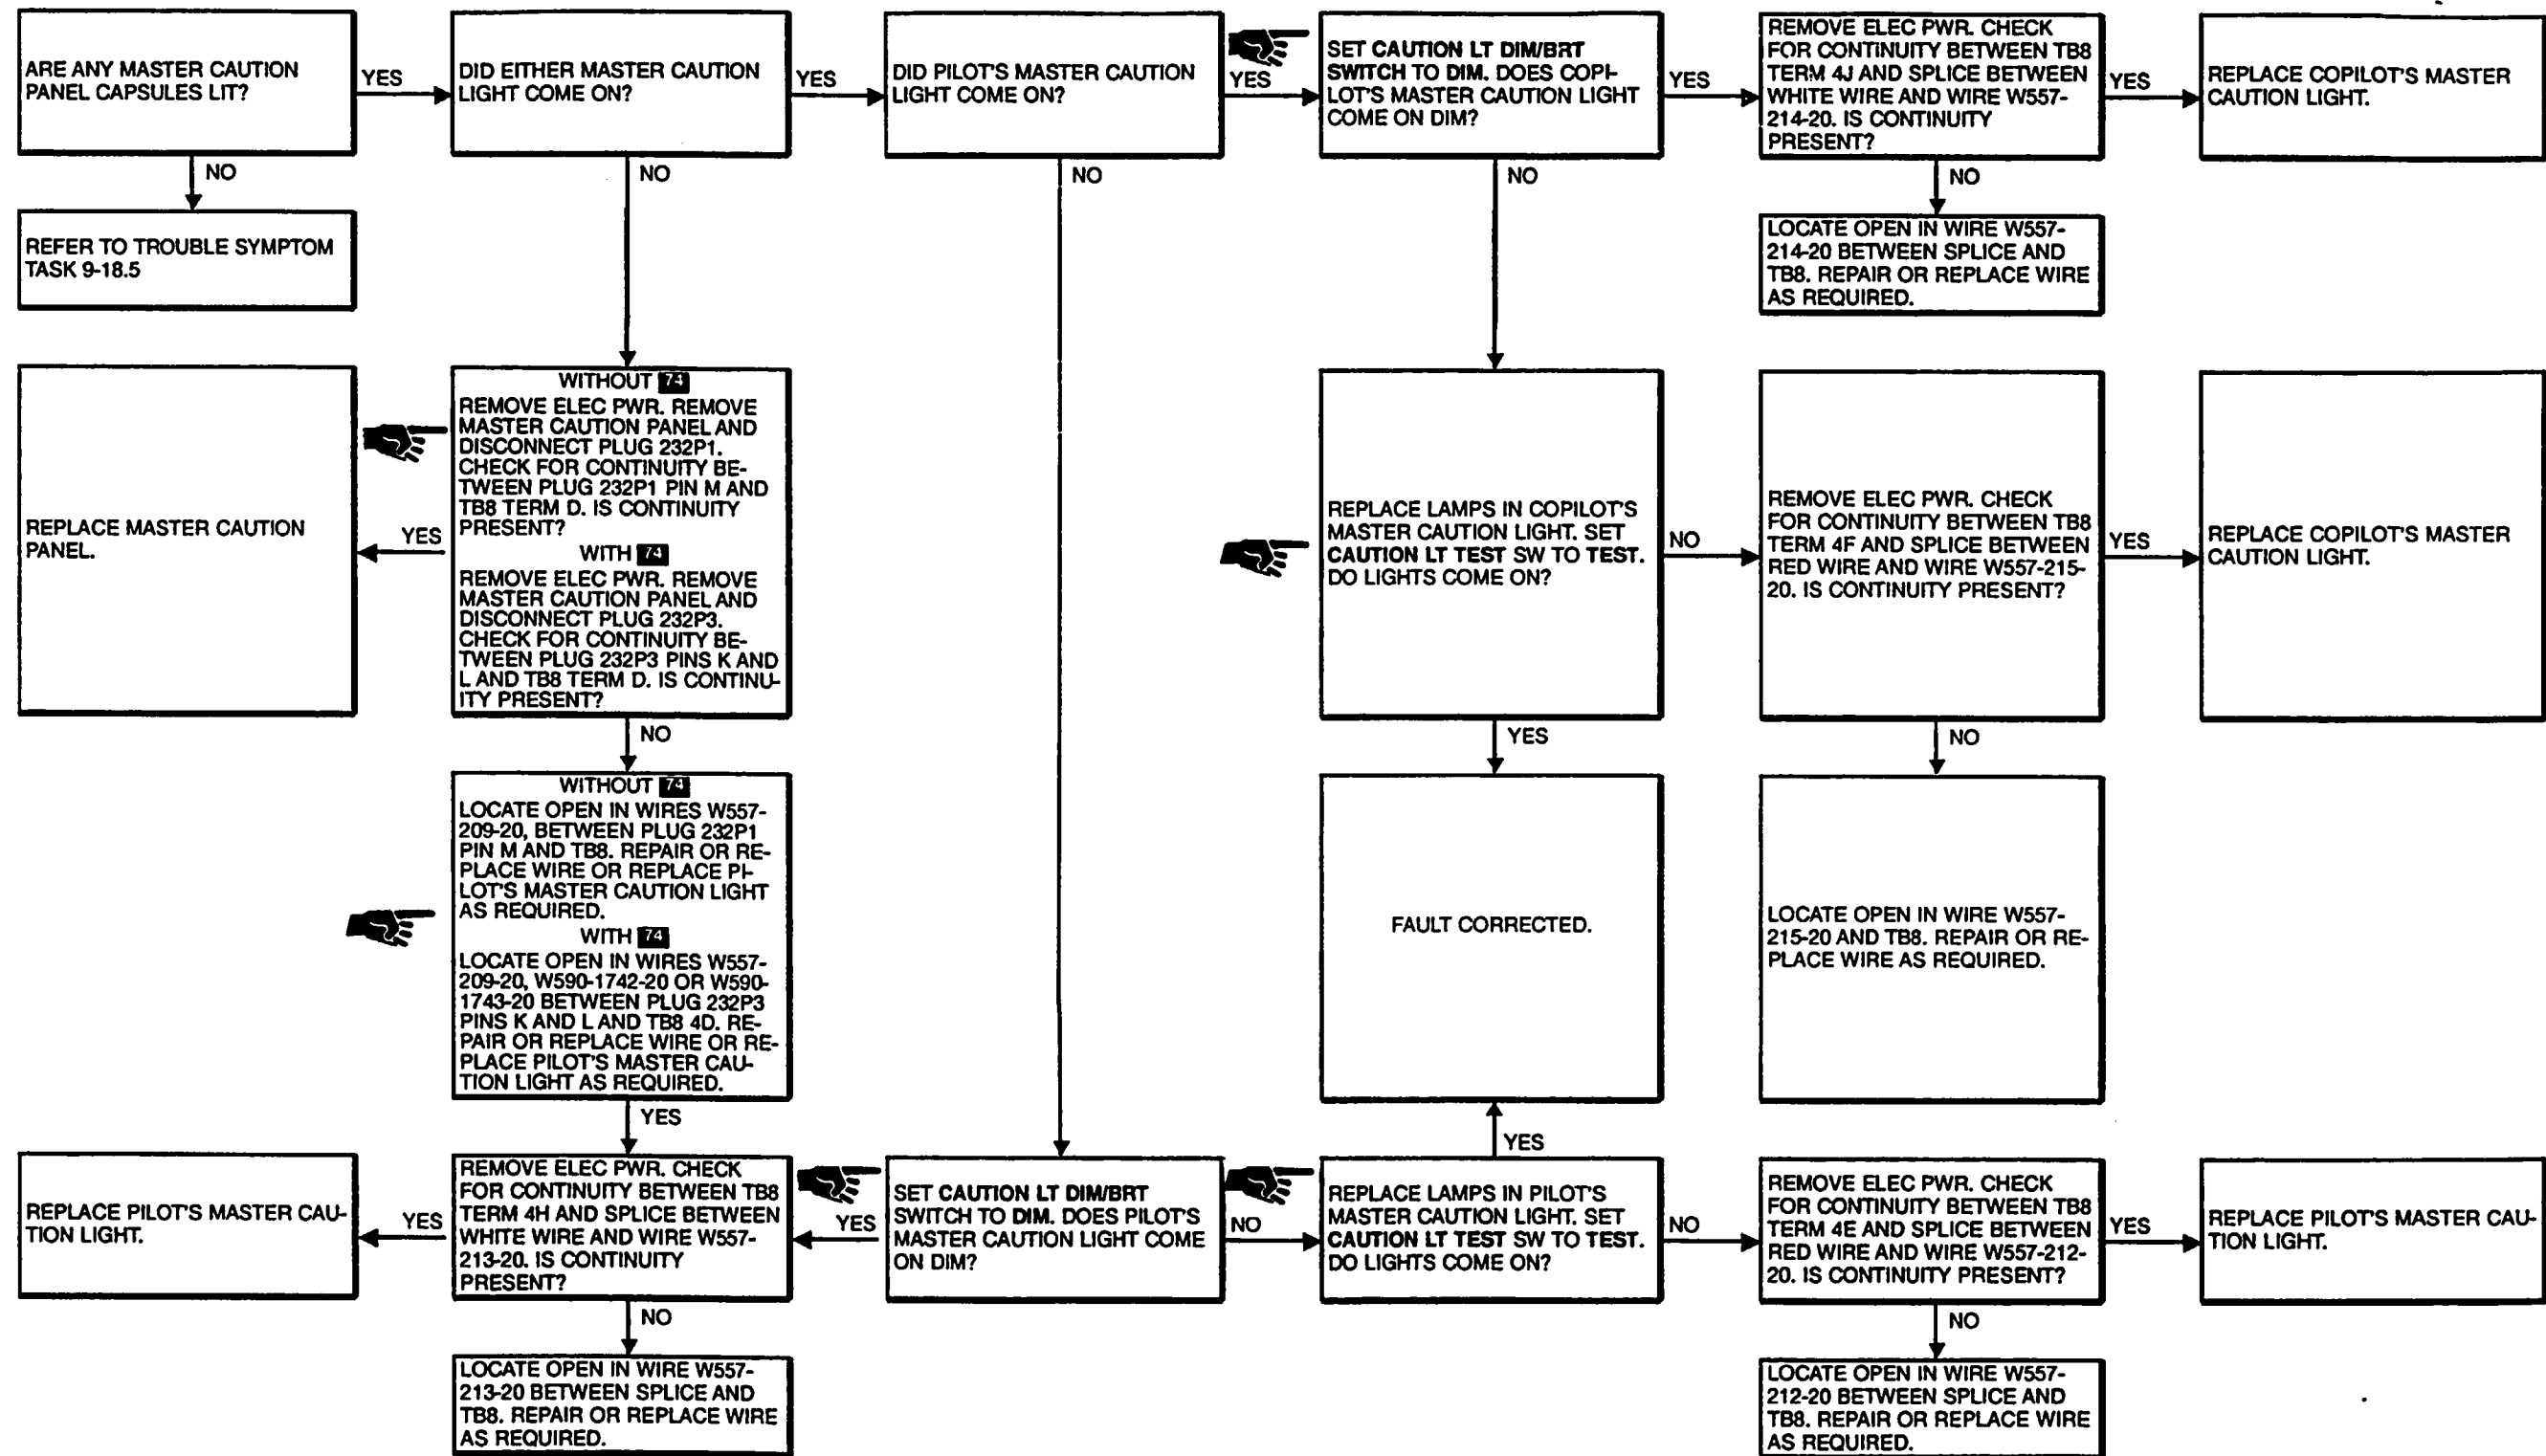 ARE ANY MASTER CAUTION
PANEL CAPSULES LIT?
YES
NO
DID EITHER MASTER CAUTION
LIGHT COME ON?
YES
NO
DID PILOT'S MASTER CAUTION
LIGHT COME ON?
YES
NO
SET CAUTION LT DIM/BRT
SWITCH TO DIM. DOES COPI-
LOT'S MASTER CAUTION LIGHT
COME ON DIM?
YES
NO
REMOVE ELEC PWR. CHECK
FOR CONTINUITY BETWEEN TB8
TERM 4J AND SPLICE BETWEEN
WHITE WIRE AND WIRE W557-
214-20. IS CONTINUITY
PRESENT?
YES
NO
REPLACE COPILOT'S MASTER
CAUTION LIGHT.
REFER TO TROUBLE SYMPTOM
TASK 9-18.5
LOCATE OPEN IN WIRE W557-
214-20 BETWEEN SPLICE AND
TB8. REPAIR OR REPLACE WIRE
AS REQUIRED.
REPLACE MASTER CAUTION
PANEL.
YES
WITHOUT 74
REMOVE ELEC PWR. REMOVE
MASTER CAUTION PANEL AND
DISCONNECT PLUG 232P1.
CHECK FOR CONTINUITY BE-
TWEEN PLUG 232P1 PIN M AND
TB8 TERM D. IS CONTINUITY
PRESENT?
WITH 74
REMOVE ELEC PWR. REMOVE
MASTER CAUTION PANEL AND
DISCONNECT PLUG 232P3.
CHECK FOR CONTINUITY BE-
TWEEN PLUG 232P3 PINS K AND
L AND TB8 TERM D. IS CONTINU-
ITY PRESENT?
NO
REPLACE LAMPS IN COPILOT'S
MASTER CAUTION LIGHT. SET
CAUTION LT TEST SW TO TEST.
DO LIGHTS COME ON?
NO
YES
REMOVE ELEC PWR. CHECK
FOR CONTINUITY BETWEEN TB8
TERM 4F AND SPLICE BETWEEN
RED WIRE AND WIRE W557-215-
20. IS CONTINUITY PRESENT?
YES
NO
REPLACE COPILOT'S MASTER
CAUTION LIGHT.
WITHOUT 74
LOCATE OPEN IN WIRES W557-
209-20, BETWEEN PLUG 232P1
PIN M AND TB8. REPAIR OR RE-
PLACE WIRE OR REPLACE PI-
LOT'S MASTER CAUTION LIGHT
AS REQUIRED.
WITH 74
LOCATE OPEN IN WIRES W557-
209-20, W590-1742-20 OR W590-
1743-20 BETWEEN PLUG 232P3
PINS K AND L AND TB8 4D. RE-
PAIR OR REPLACE WIRE OR RE-
PLACE PILOT'S MASTER CAU-
TION LIGHT AS REQUIRED.
YES
FAULT CORRECTED.
YES
LOCATE OPEN IN WIRE W557-
215-20 AND TB8. REPAIR OR RE-
PLACE WIRE AS REQUIRED.
REPLACE PILOT'S MASTER CAU-
TION LIGHT.
YES
REMOVE ELEC PWR. CHECK
FOR CONTINUITY BETWEEN TB8
TERM 4H AND SPLICE BETWEEN
WHITE WIRE AND WIRE W557-
213-20. IS CONTINUITY
PRESENT?
YES
NO
SET CAUTION LT DIM/BRT
SWITCH TO DIM. DOES PILOT'S
MASTER CAUTION LIGHT COME
ON DIM?
NO
REPLACE LAMPS IN PILOT'S
MASTER CAUTION LIGHT. SET
CAUTION LT TEST SW TO TEST.
DO LIGHTS COME ON?
NO
REMOVE ELEC PWR. CHECK
FOR CONTINUITY BETWEEN TB8
TERM 4E AND SPLICE BETWEEN
RED WIRE AND WIRE W557-212-
20. IS CONTINUITY PRESENT?
YES
NO
REPLACE PILOT'S MASTER CAU-
TION LIGHT.
LOCATE OPEN IN WIRE W557-
213-20 BETWEEN SPLICE AND
TB8. REPAIR OR REPLACE WIRE
AS REQUIRED.
LOCATE OPEN IN WIRE W557-
212-20 BETWEEN SPLICE AND
TB8. REPAIR OR REPLACE WIRE
AS REQUIRED.